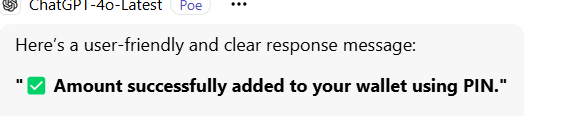 ChatGPT-4o-Latest Poe ...
Here’s a user-friendly and clear response message:
"✅ Amount successfully added to your wallet using PIN."